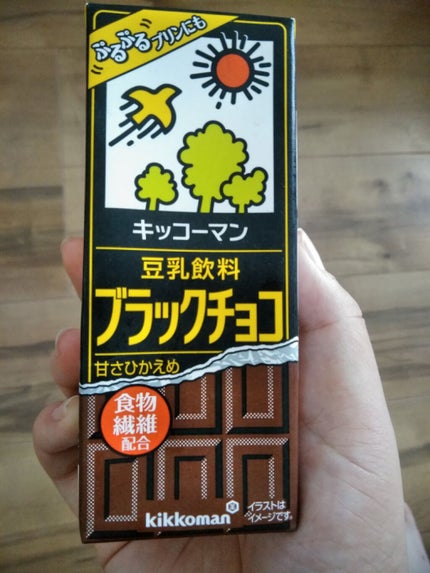 ぷるぷるプリンにも
キッコーマン
豆乳飲料
ブラックチョコ
甘さひかえめ
食物
繊維
配合
kikkoman
イラストは
イメージです。